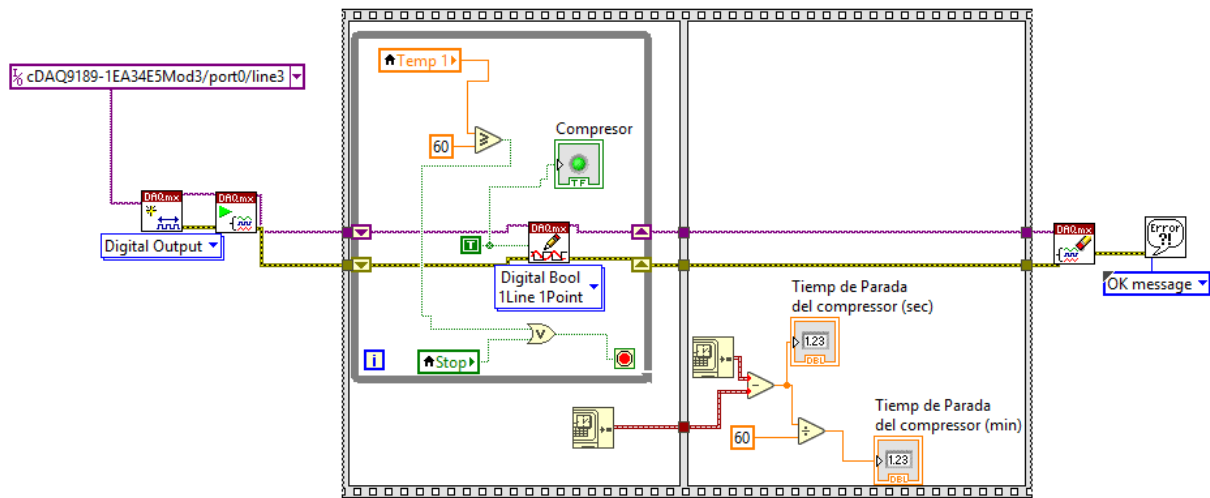 cDAQ9189-1EA34E5Mod3/port0/line3
DAQmx
DAQmx
Digital Output
Temp 1
60
Compresor
TF
T
DAQmx
Digital Bool
1Line 1Point
i
V
Stop
Tiemp de Parada
del compressor (sec)
1.23
DBL
60
Tiemp de Parada
del compressor (min)
1.23
DBL
DAQmx
Error
?!
OK message